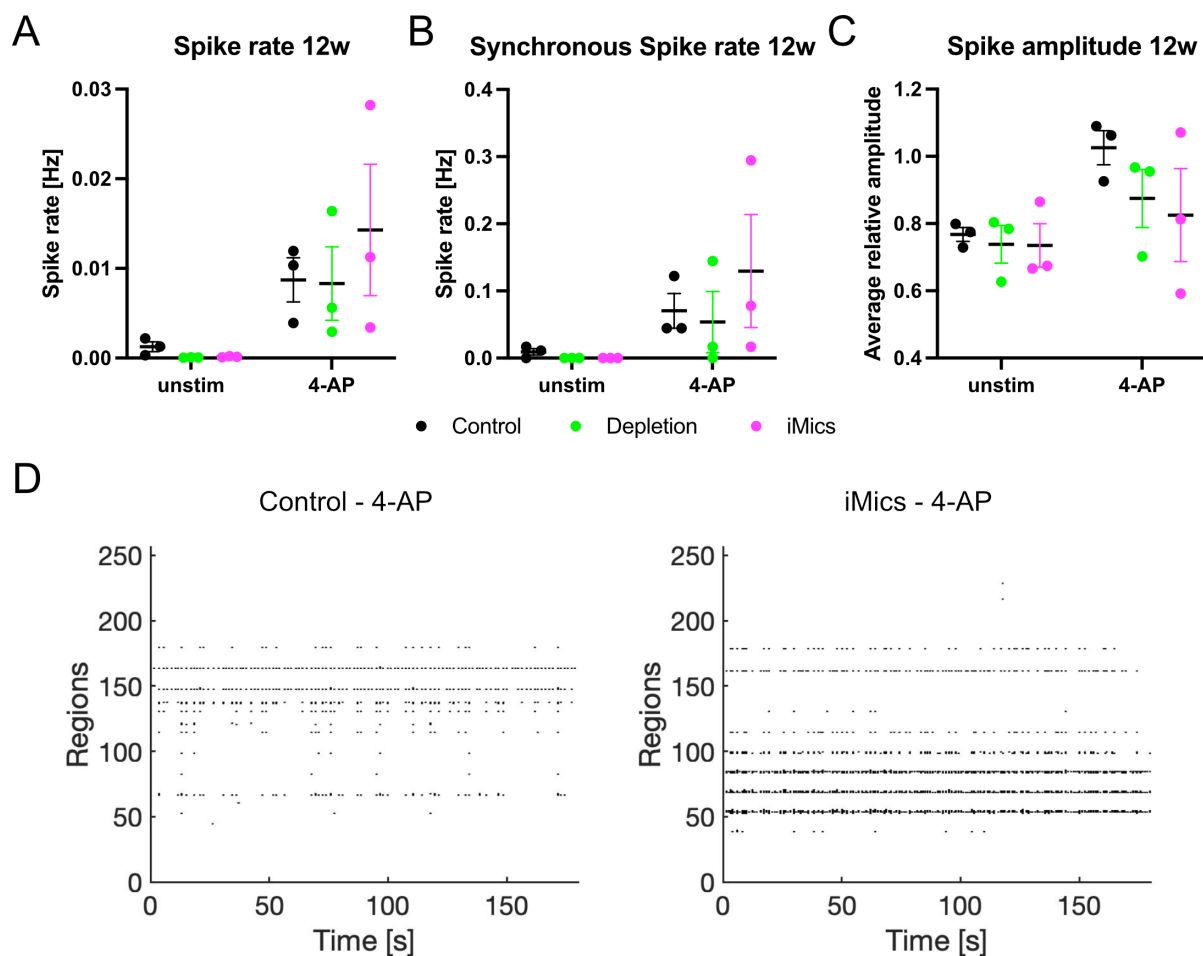 A
Spike rate 12w
Spike rate [Hz]
0.03
0.02
0.01
0.00
unstim
4-AP
B
Synchronous Spike rate 12w
Spike rate [Hz]
0.4
0.3
0.2
0.1
0.0
unstim
4-AP
C
Spike amplitude 12w
Average relative amplitude
1.2
1.0
0.8
0.6
0.4
unstim
4-AP
Control
Depletion
iMics
D
Control - 4-AP
Regions
250
200
150
100
50
0
0
50
100
150
Time [s]
iMics - 4-AP
Regions
250
200
150
100
50
0
0
50
100
150
Time [s]